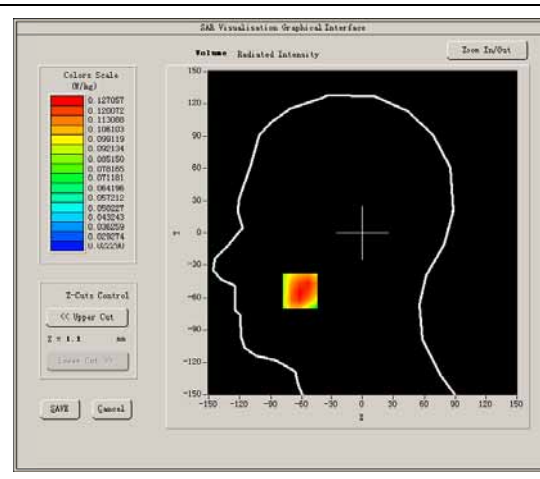 SAR Visualisation Graphical Interface
Volume Radiated Intensity
Zoom In/Out
Colors Scale
(W/kg)
0.127057
0.120072
0.113088
0.106103
0.099119
0.092134
0.085150
0.078165
0.071181
0.064196
0.057212
0.050227
0.043243
0.036259
0.029274
0.022290
150
120
90
60
30
0
-30
-60
-90
-120
-150
Y
-150 -120 -90 -60 -30 0 30 60 90 120 150
X
Z-Cuts Control
<< Upper Cut
Z = 1.1 mm
Lower Cut >>
SAVE Cancel